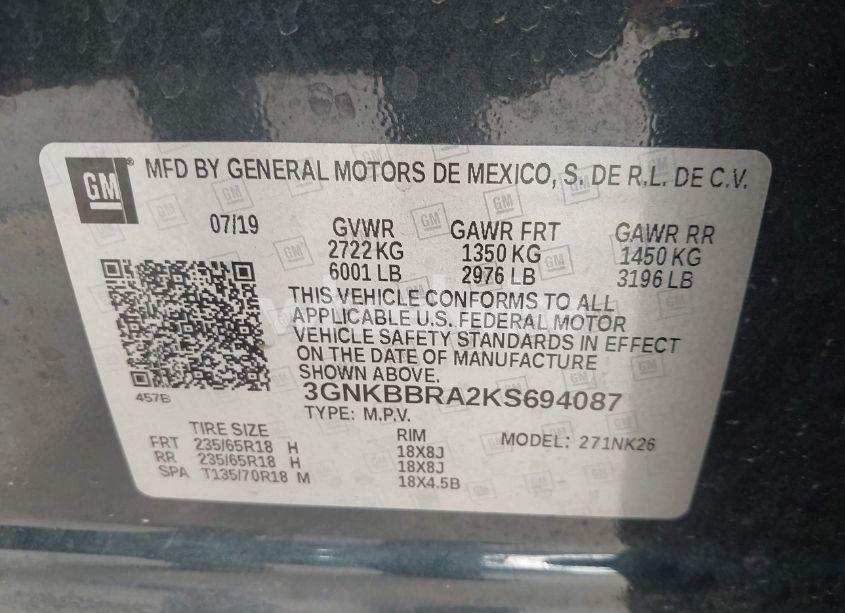 GM
MFD BY GENERAL MOTORS DE MEXICO, S. DE R.L. DE C.V.
07/19 GVWR GAWR FRT GAWR RR
2722 KG 1350 KG 1450 KG
6001 LB 2976 LB 3196 LB
THIS VEHICLE CONFORMS TO ALL
APPLICABLE U.S. FEDERAL MOTOR
VEHICLE SAFETY STANDARDS IN EFFECT
ON THE DATE OF MANUFACTURE
SHOWN ABOVE.
457B
3GNKBBRA2KS694087
TYPE: M.P.V.
TIRE SIZE RIM MODEL: 271NK26
FRT 235/65R18 H 18X8J
RR 235/65R18 H 18X8J
SPA T135/70R18 M 18X4.5B